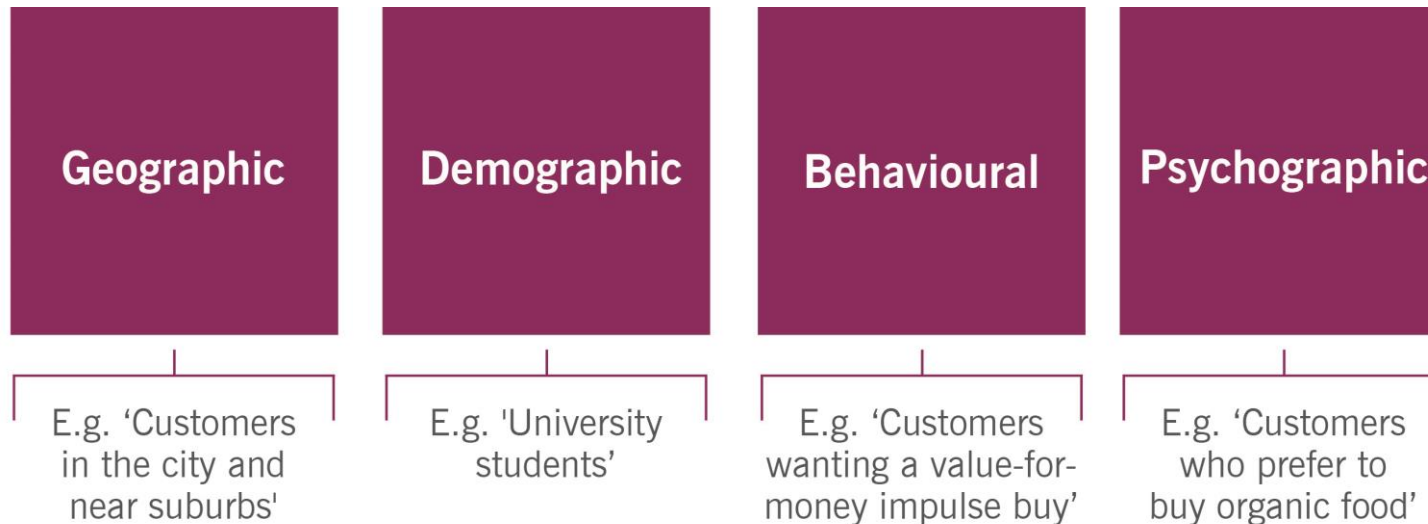 Geographic
Demographic
Behavioural
Psychographic
E.g. ‘Customers
in the city and
near suburbs'
E.g. 'University
students’
E.g. ‘Customers
wanting a value-for-
money impulse buy’
E.g. ‘Customers
who prefer to
buy organic food’